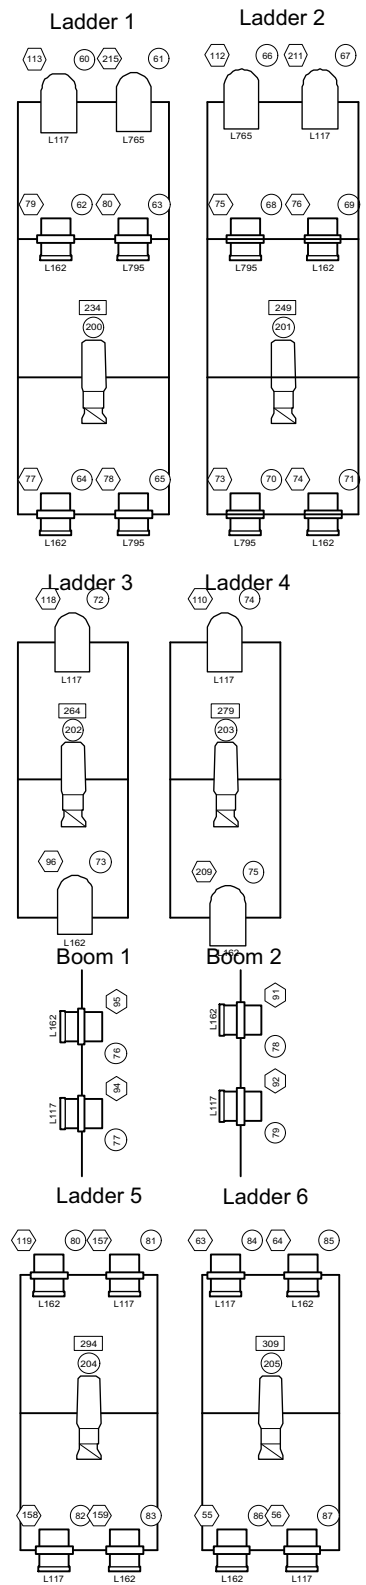 Ladder 1 Ladder 2
113 60 215 61 112 66 211 67
L117 L765 L765 L117
79 62 80 63 75 68 76 69
L162 L795 L795 L162
234 249
200 201
77 64 78 65 73 70 74 71
L162 L795 L795 L162
Ladder 3 Ladder 4
118 72 110 74
L117 L117
264 279
202 203
96 73 209 75
L162 L162
Boom 1 Boom 2
L162 95 L162 91
76 78
L117 94 L117 92
77 79
Ladder 5 Ladder 6
119 80 157 81 63 84 64 85
L162 L117 L117 L162
294 309
204 205
158 82 159 83 55 86 56 87
L117 L162 L162 L117